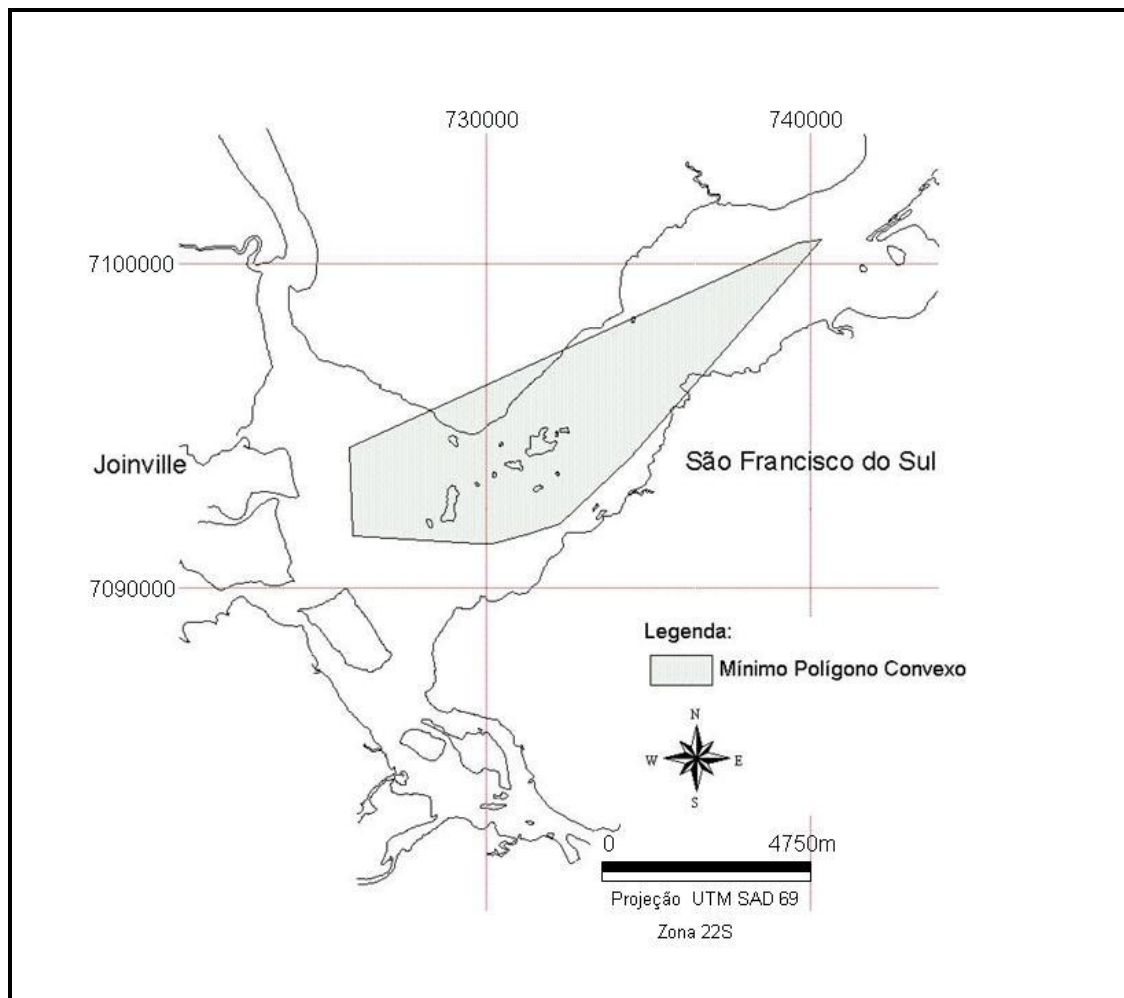 730000 740000
7100000
Joinville São Francisco do Sul
7090000
Legenda:
Mínimo Polígono Convexo
N
W E
S
0 4750m
Projeção UTM SAD 69
Zona 22S